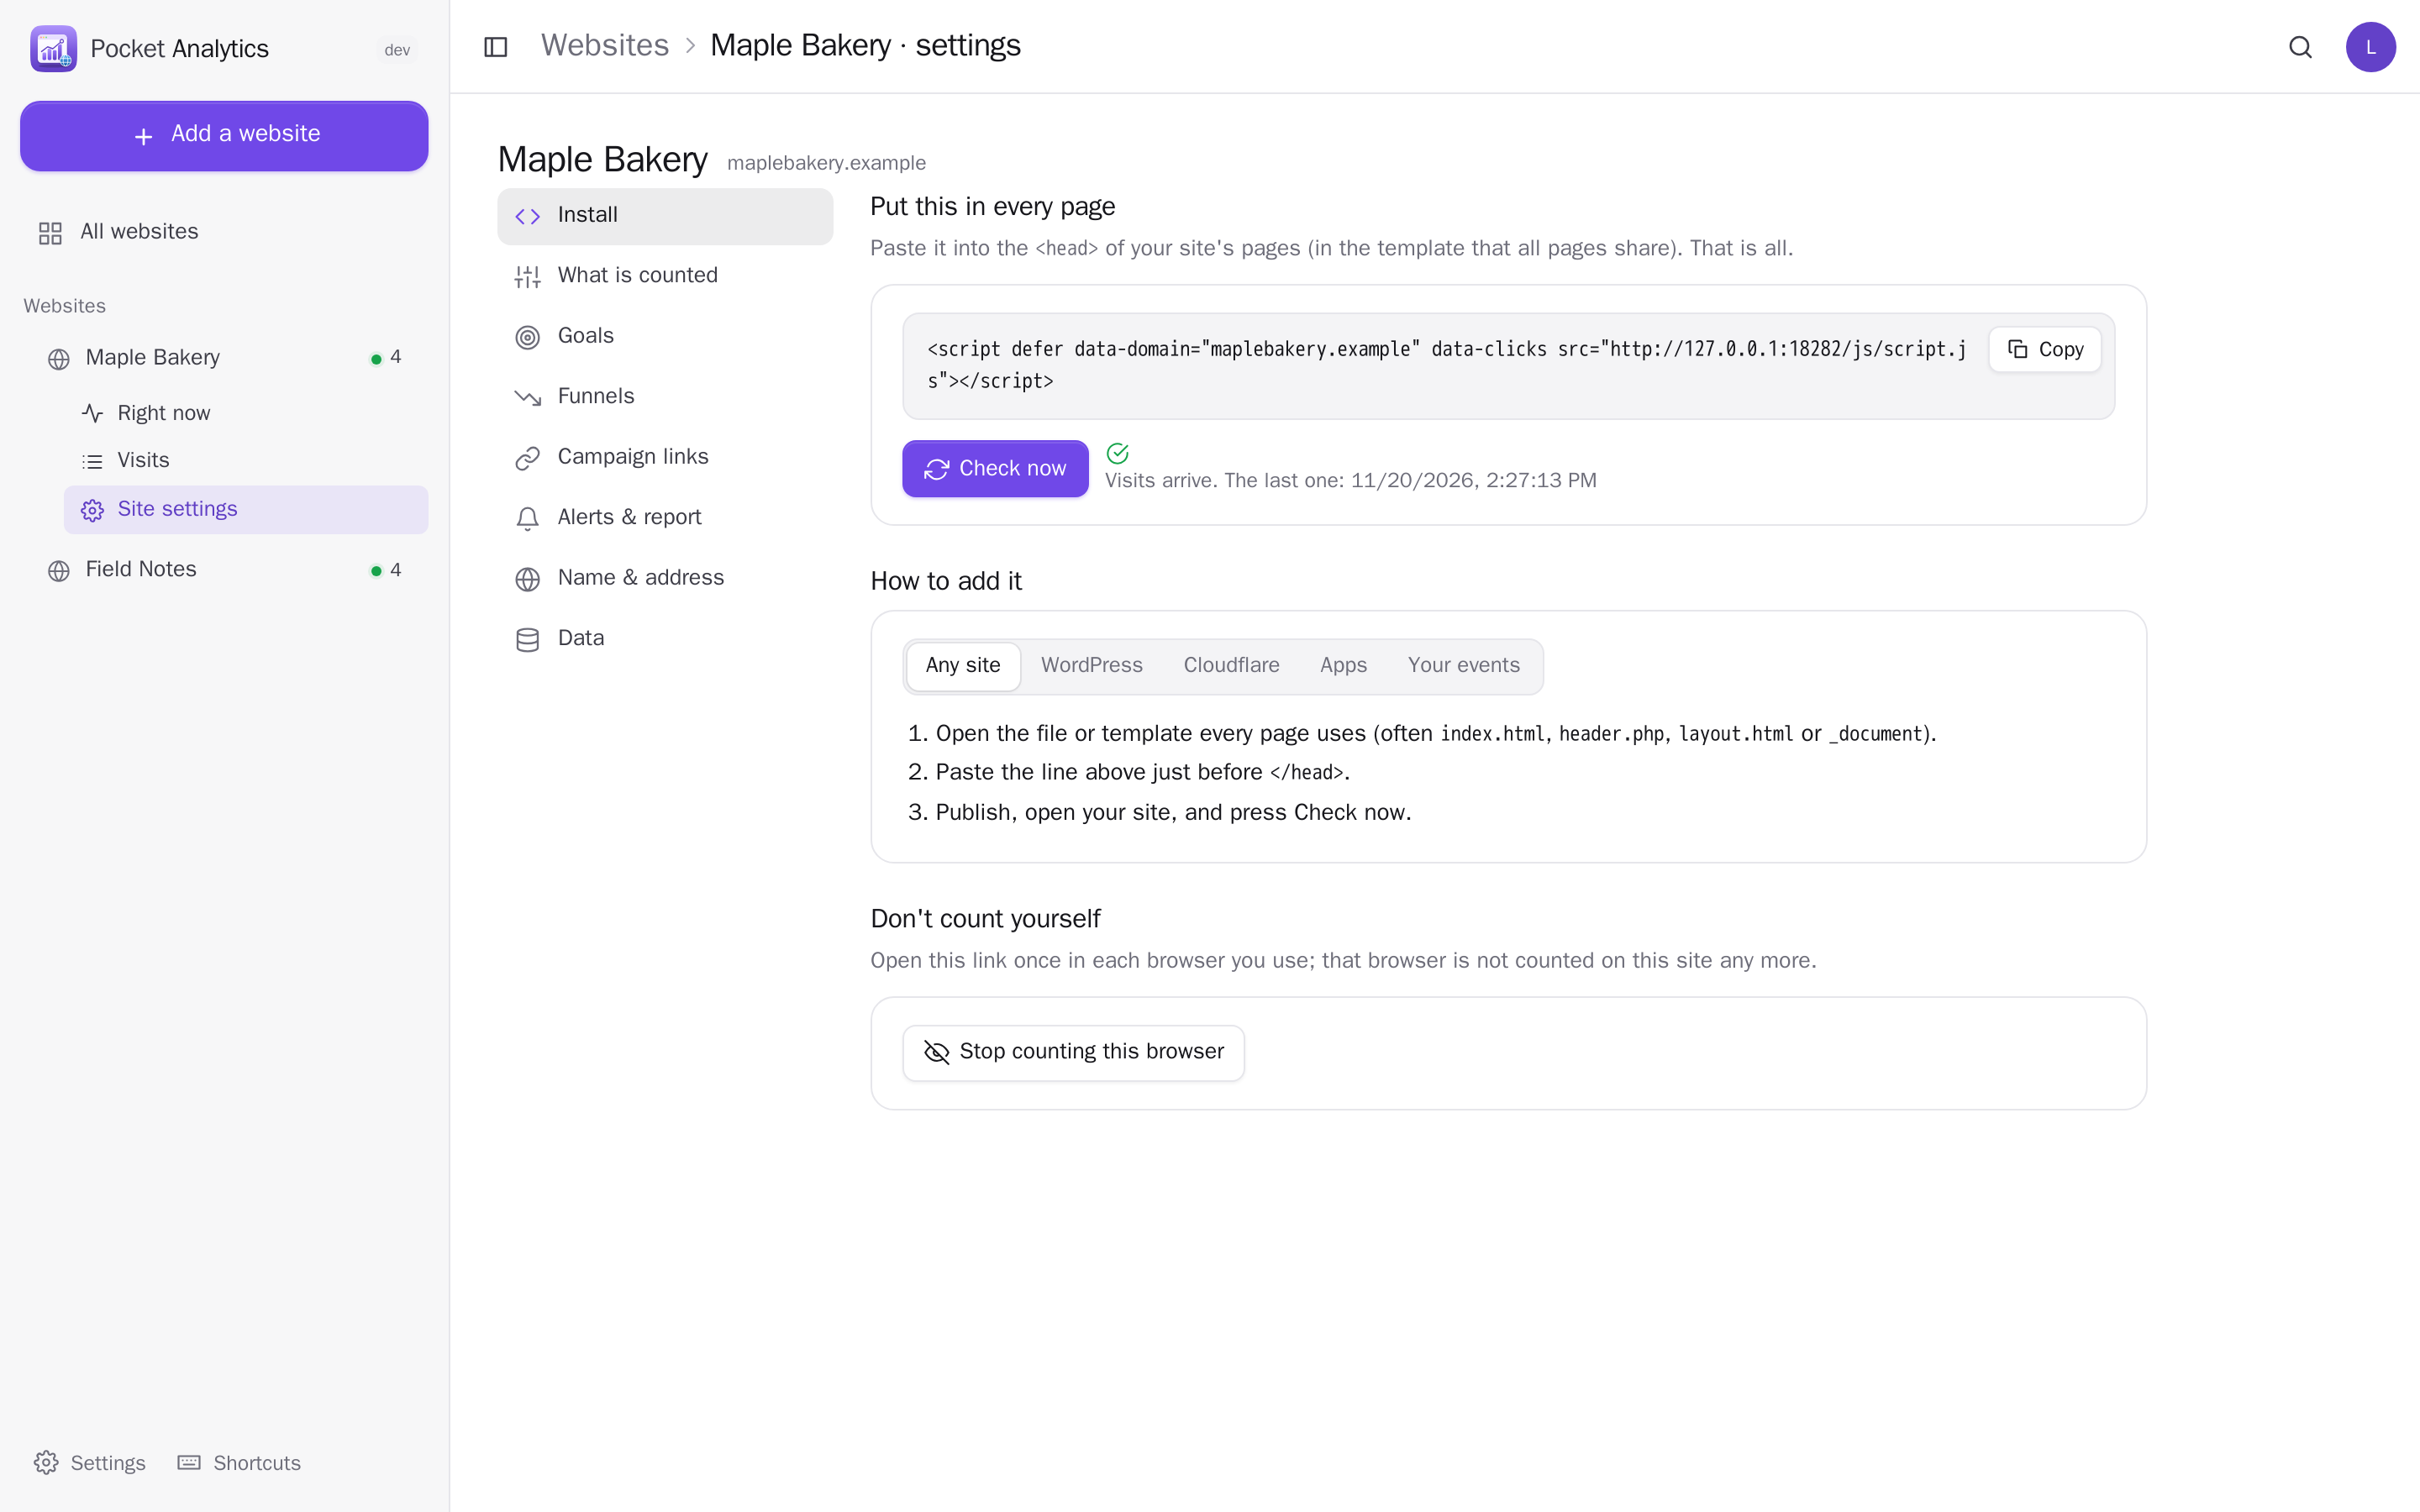 Pocket Analytics
dev
Add a website
All websites
Websites
Maple Bakery 4
Right now
Visits
Site settings
Field Notes 4
Settings
Shortcuts
Websites > Maple Bakery · settings
L
Maple Bakery maplebakery.example
Install
What is counted
Goals
Funnels
Campaign links
Alerts & report
Name & address
Data
Put this in every page
Paste it into the <head> of your site's pages (in the template that all pages share). That is all.
<script defer data-domain="maplebakery.example" data-clicks src="http://127.0.0.1:18282/js/script.j
s"></script>
Copy
Check now
Visits arrive. The last one: 11/20/2026, 2:27:13 PM
How to add it
Any site
WordPress
Cloudflare
Apps
Your events
1. Open the file or template every page uses (often index.html, header.php, layout.html or _document).
2. Paste the line above just before </head>.
3. Publish, open your site, and press Check now.
Don't count yourself
Open this link once in each browser you use; that browser is not counted on this site any more.
Stop counting this browser